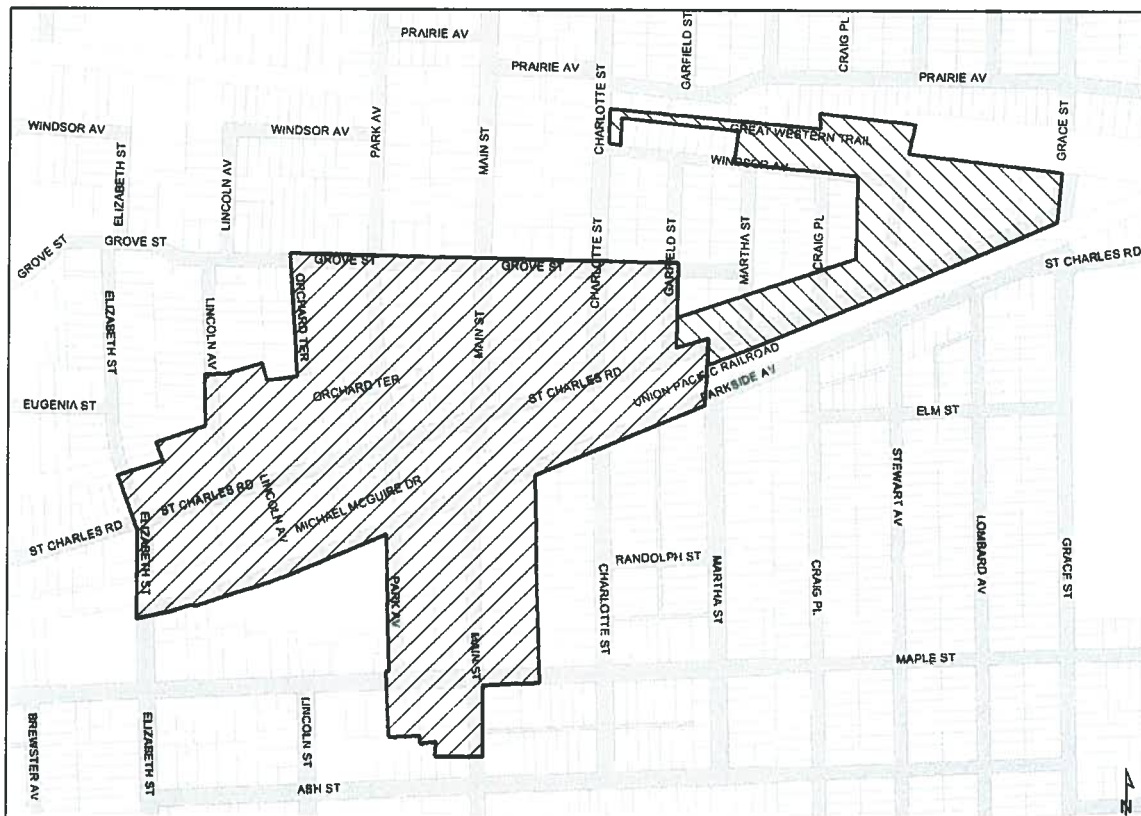 PRAIRIE AV
PRAIRIE AV
GARFIELD ST
CRAIG PL
PRAIRIE AV
CHARLOTTE ST
WINDSOR AV
WINDSOR AV
PARK AV
MAIN ST
GREAT WESTERN TRAIL
WINDSOR AV
GRACE ST
ELIZABETH ST
LINCOLN AV
GROVE ST
GROVE ST
GROVE ST
GROVE ST
CHARLOTTE ST
GARFIELD ST
MARTHA ST
CRAIG PL
ST CHARLES RD
ELIZABETH ST
LINCOLN AV
ORCHARD TER
MAIN ST
ORCHARD TER
ST CHARLES RD
UNION PACIFIC RAILROAD
PARKSIDE AV
EUGENIA ST
ELM ST
ST CHARLES RD
ST CHARLES RD
LINCOLN AV
MICHAEL MCGUIRE DR
STEWART AV
LOMBARD AV
GRACE ST
ELIZABETH ST
PARK AV
RANDOLPH ST
CHARLOTTE ST
MARTHA ST
CRAIG PL.
MAIN ST
MAPLE ST
BREWSTER AV
ELIZABETH ST
LINCOLN ST
ASH ST
N